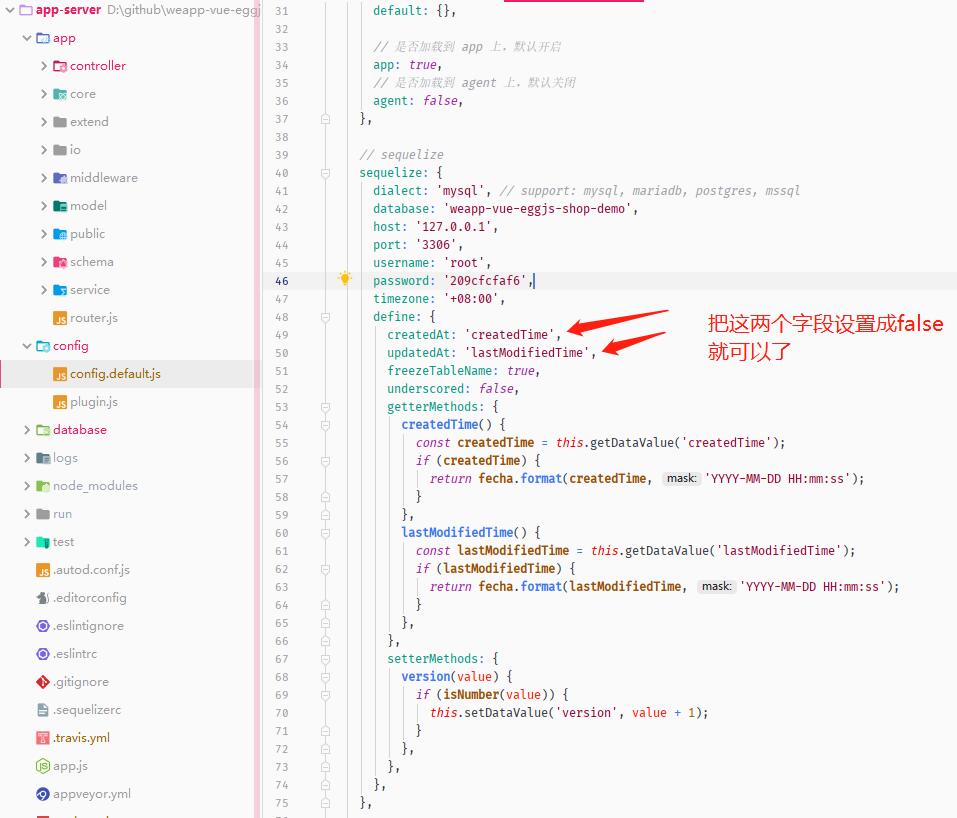 app-server D:\github\weapp-vue-eggj
app
controller
core
extend
io
middleware
model
public
schema
service
router.js
config
config.default.js
plugin.js
database
logs
node_modules
run
test
.autod.conf.js
.editorconfig
.eslintignore
.eslintrc
.gitignore
.sequelizerc
.travis.yml
app.js
appveyor.yml
31 default: {},
32
33 // 是否加载到 app 上，默认开启
34 app: true,
35 // 是否加载到 agent 上，默认关闭
36 agent: false,
37 },
38
39 // sequelize
40 sequelize: {
41 dialect: 'mysql', // support: mysql, mariadb, postgres, mssql
42 database: 'weapp-vue-eggjs-shop-demo',
43 host: '127.0.0.1',
44 port: '3306',
45 username: 'root',
46 password: '209cfcfaf6',
47 timezone: '+08:00',
48 define: {
49 createdAt: 'createdTime',
50 updatedAt: 'lastModifiedTime',
51 freezeTableName: true,
52 underscored: false,
53 getterMethods: {
54 createdTime() {
55 const createdTime = this.getDataValue('createdTime');
56 if (createdTime) {
57 return fecha.format(createdTime, mask: 'YYYY-MM-DD HH:mm:ss');
58 }
59 },
60 lastModifiedTime() {
61 const lastModifiedTime = this.getDataValue('lastModifiedTime');
62 if (lastModifiedTime) {
63 return fecha.format(lastModifiedTime, mask: 'YYYY-MM-DD HH:mm:ss');
64 }
65 },
66 },
67 setterMethods: {
68 version(value) {
69 if (isNumber(value)) {
70 this.setDataValue('version', value + 1);
71 }
72 },
73 },
74 },
75 },
把这两个字段设置成false
就可以了